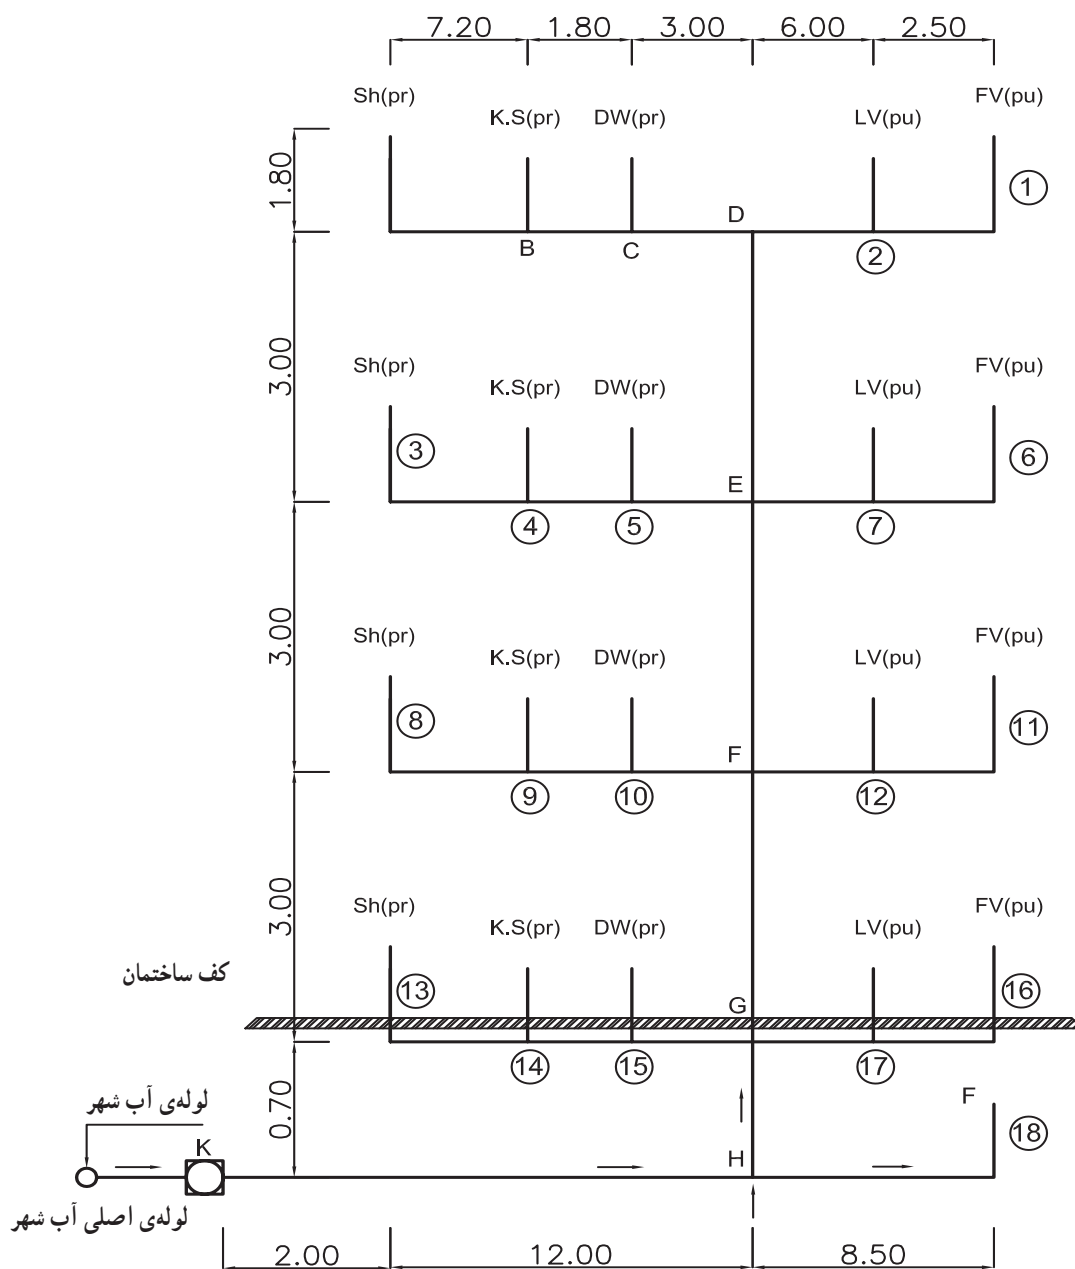 7.20 1.80 3.00 6.00 2.50
Sh(pr) K.S(pr) DW(pr) LV(pu) FV(pu)
1.80
1
D
B C 2
3.00
Sh(pr) K.S(pr) DW(pr) LV(pu) FV(pu)
3 6
E
4 5 7
3.00
Sh(pr) K.S(pr) DW(pr) LV(pu) FV(pu)
8 11
F
9 10 12
3.00
Sh(pr) K.S(pr) DW(pr) LV(pu) FV(pu)
کف ساختمان
13 G 16
14 15 17
0.70
لوله‌ی آب شهر
F
18
K
H
لوله‌ی اصلی آب شهر
2.00 12.00 8.50